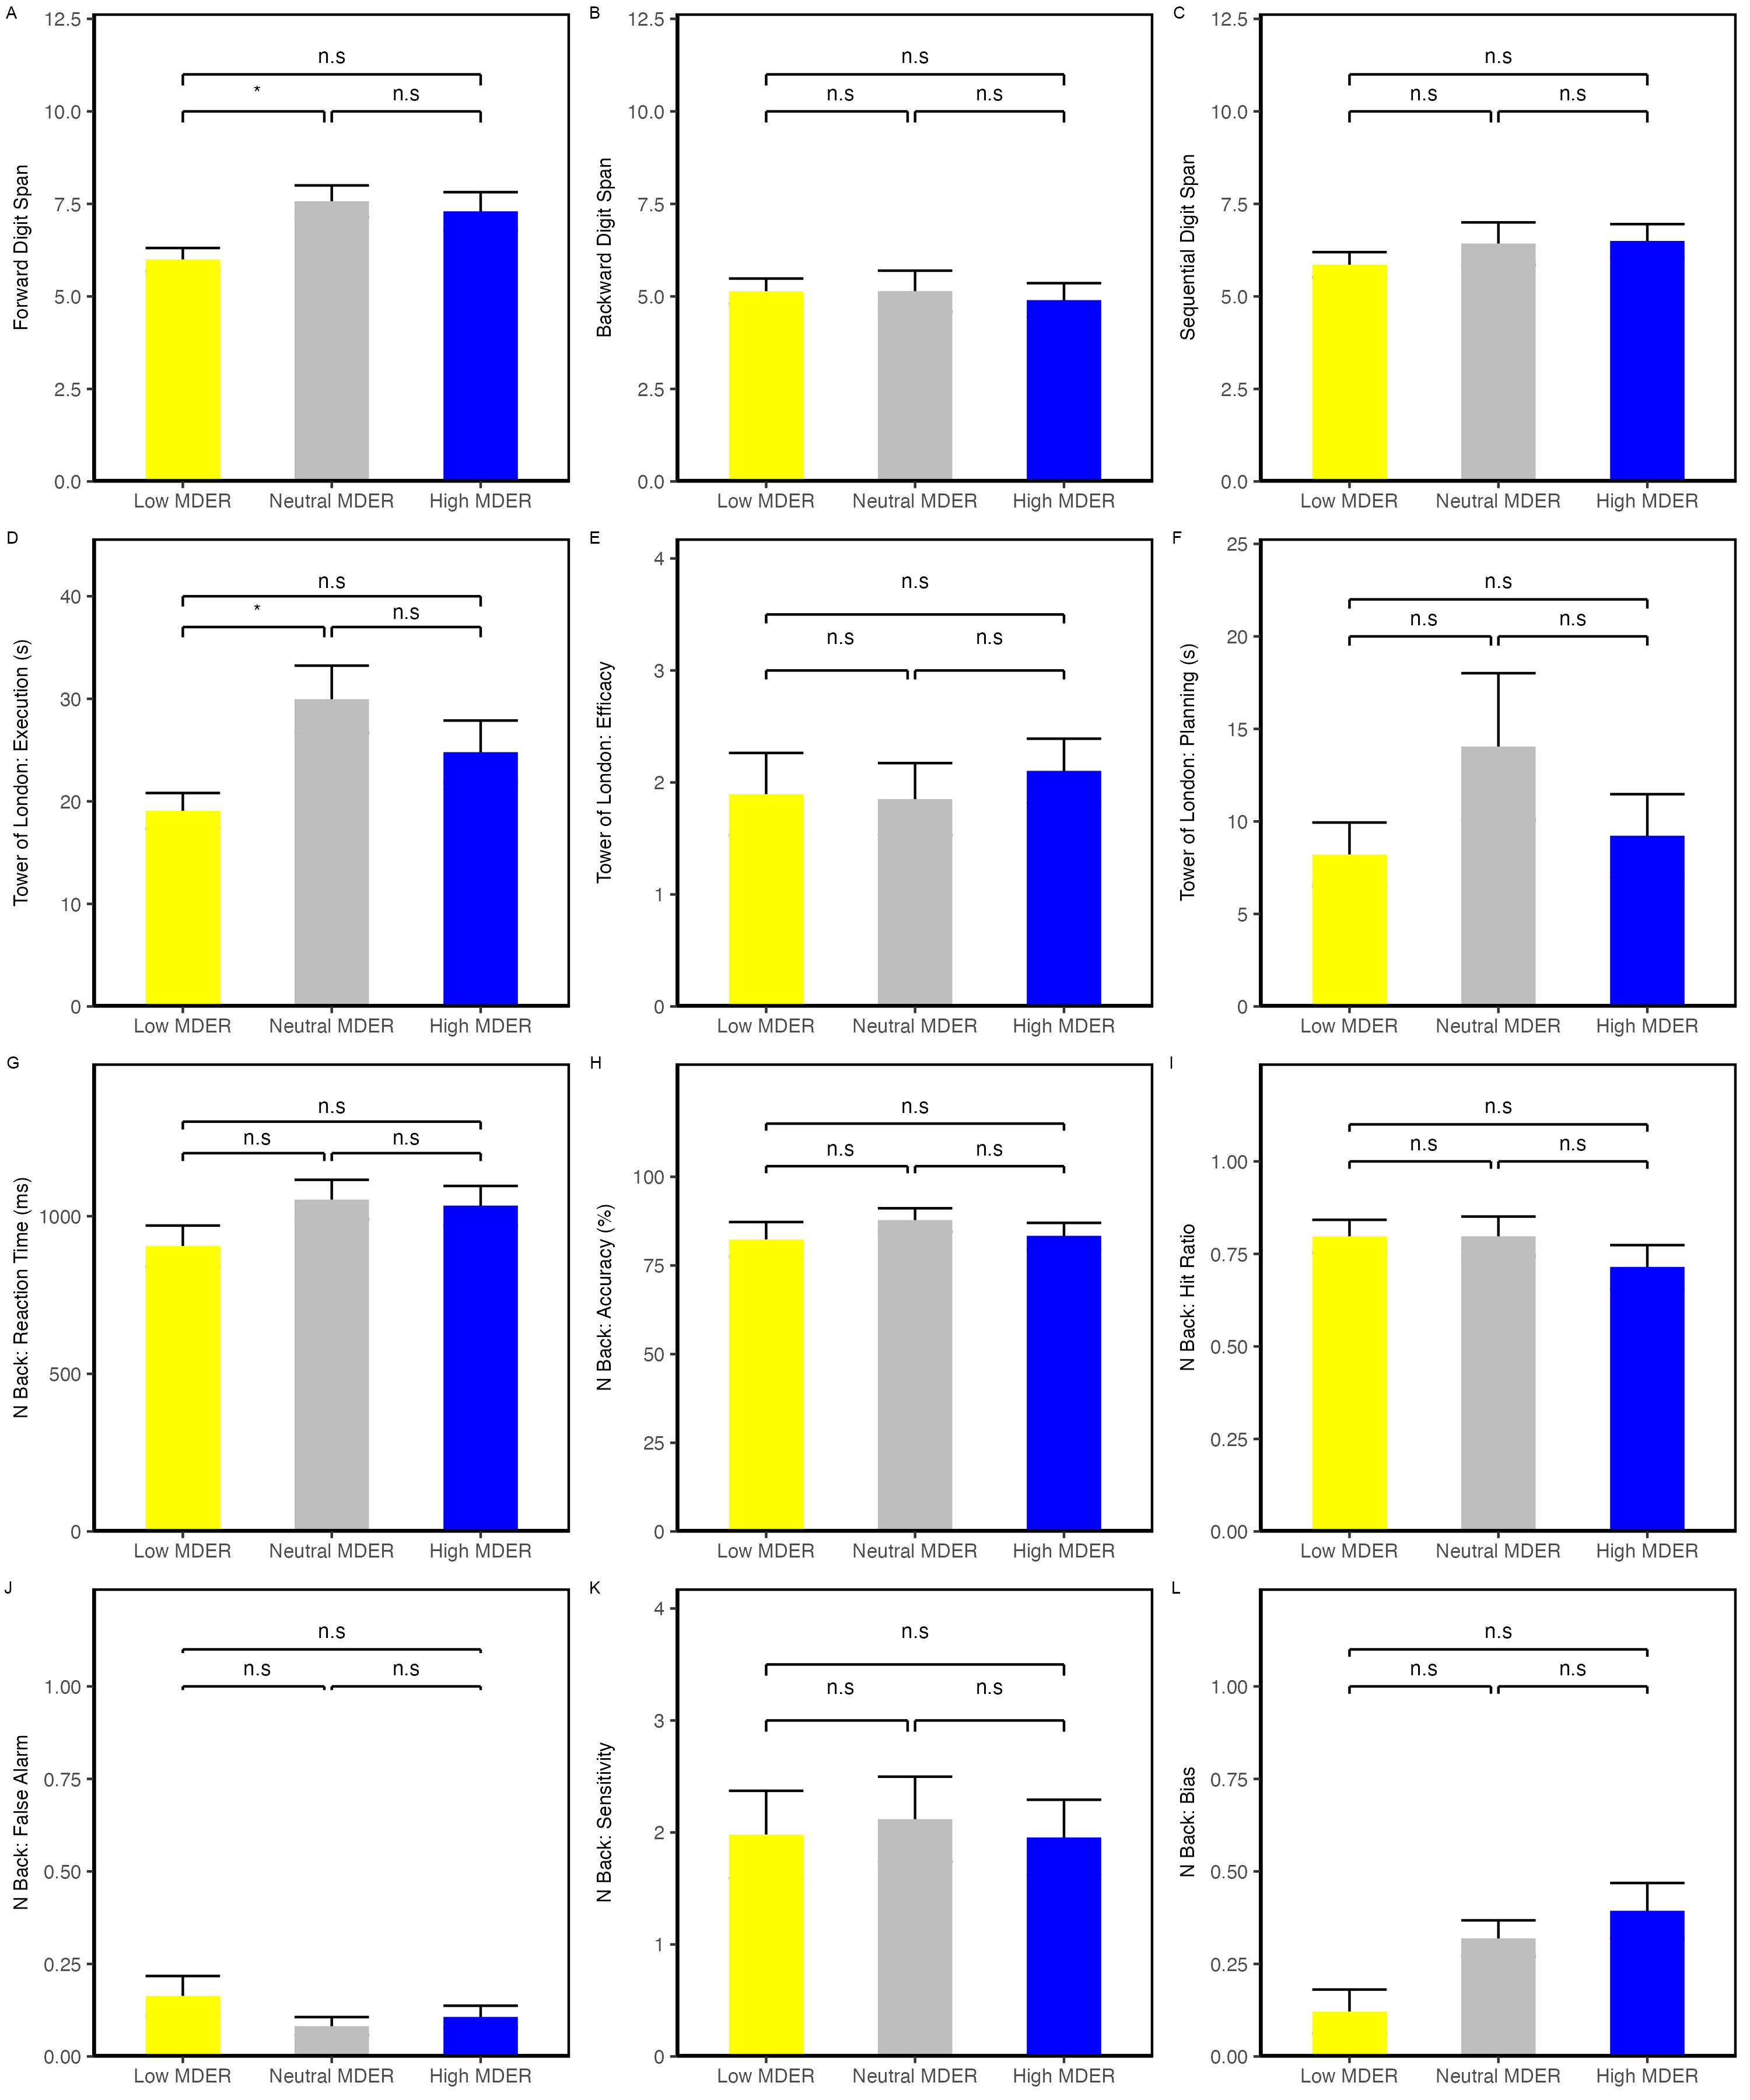 A
Forward Digit Span
12.5
10.0
7.5
5.0
2.5
0.0
n.s
*
n.s
Low MDER
Neutral MDER
High MDER
B
Backward Digit Span
12.5
10.0
7.5
5.0
2.5
0.0
n.s
n.s
n.s
Low MDER
Neutral MDER
High MDER
C
Sequential Digit Span
12.5
10.0
7.5
5.0
2.5
0.0
n.s
n.s
n.s
Low MDER
Neutral MDER
High MDER
D
Tower of London: Execution (s)
40
30
20
10
0
n.s
*
n.s
Low MDER
Neutral MDER
High MDER
E
Tower of London: Efficacy
4
3
2
1
0
n.s
n.s
n.s
Low MDER
Neutral MDER
High MDER
F
Tower of London: Planning (s)
25
20
15
10
5
0
n.s
n.s
n.s
Low MDER
Neutral MDER
High MDER
G
N Back: Reaction Time (ms)
1000
500
0
n.s
n.s
n.s
Low MDER
Neutral MDER
High MDER
H
N Back: Accuracy (%)
100
75
50
25
0
n.s
n.s
n.s
Low MDER
Neutral MDER
High MDER
I
N Back: Hit Ratio
1.00
0.75
0.50
0.25
0.00
n.s
n.s
n.s
Low MDER
Neutral MDER
High MDER
J
N Back: False Alarm
1.00
0.75
0.50
0.25
0.00
n.s
n.s
n.s
Low MDER
Neutral MDER
High MDER
K
N Back: Sensitivity
4
3
2
1
0
n.s
n.s
n.s
Low MDER
Neutral MDER
High MDER
L
N Back: Bias
1.00
0.75
0.50
0.25
0.00
n.s
n.s
n.s
Low MDER
Neutral MDER
High MDER